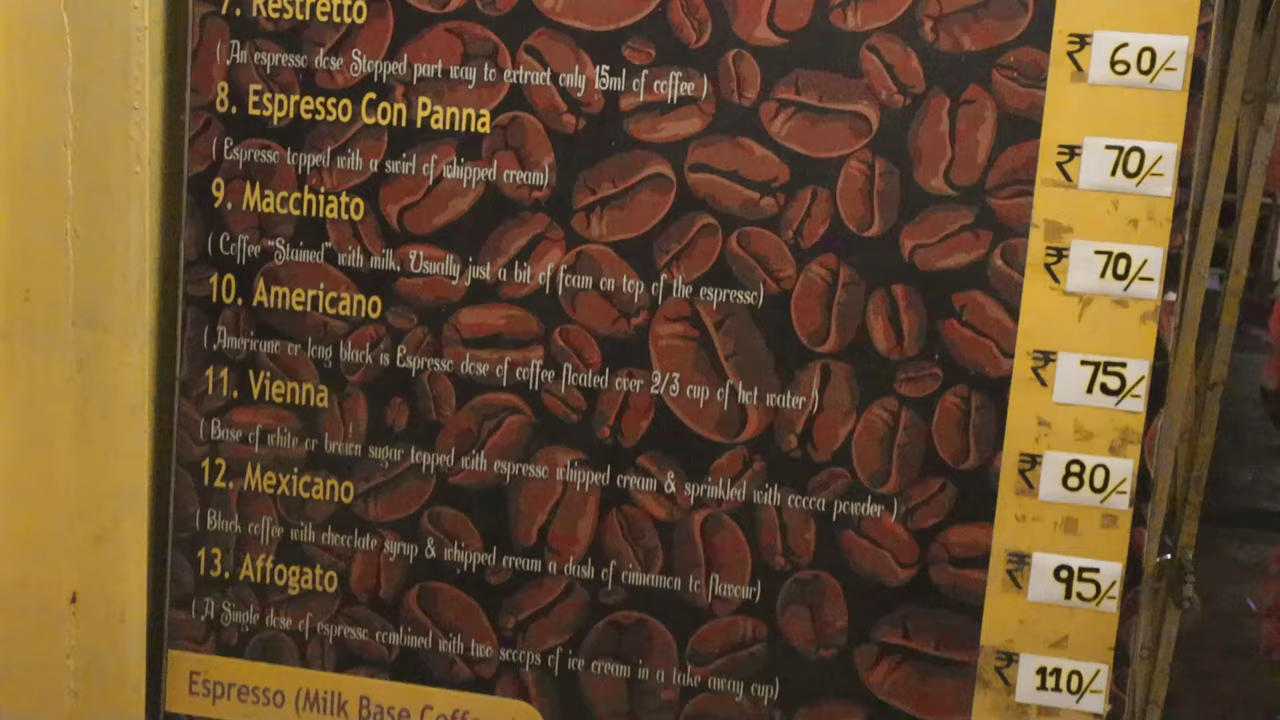 7. Restretto ₹ 60/-
( An espresso dose Stopped part way to extract only 15ml of coffee )
8. Espresso Con Panna ₹ 70/-
( Espresso topped with a swirl of whipped cream)
9. Macchiato ₹ 70/-
( Coffee "Stained" with milk. Usually just a bit of foam on top of the espresso)
10. Americano ₹ 75/-
( Americano or long black is Espresso dose of coffee floated over 2/3 cup of hot water )
11. Vienna ₹ 80/-
( Base of white or brown sugar topped with espresso whipped cream & sprinkled with cocoa powder )
12. Mexicano ₹ 95/-
( Black coffee with chocolate syrup & whipped cream a dash of cinnamon to flavour)
13. Affogato ₹ 110/-
( A Single dose of espresso combined with two scoops of ice cream in a take away cup)
Espresso (Milk Base Coffee